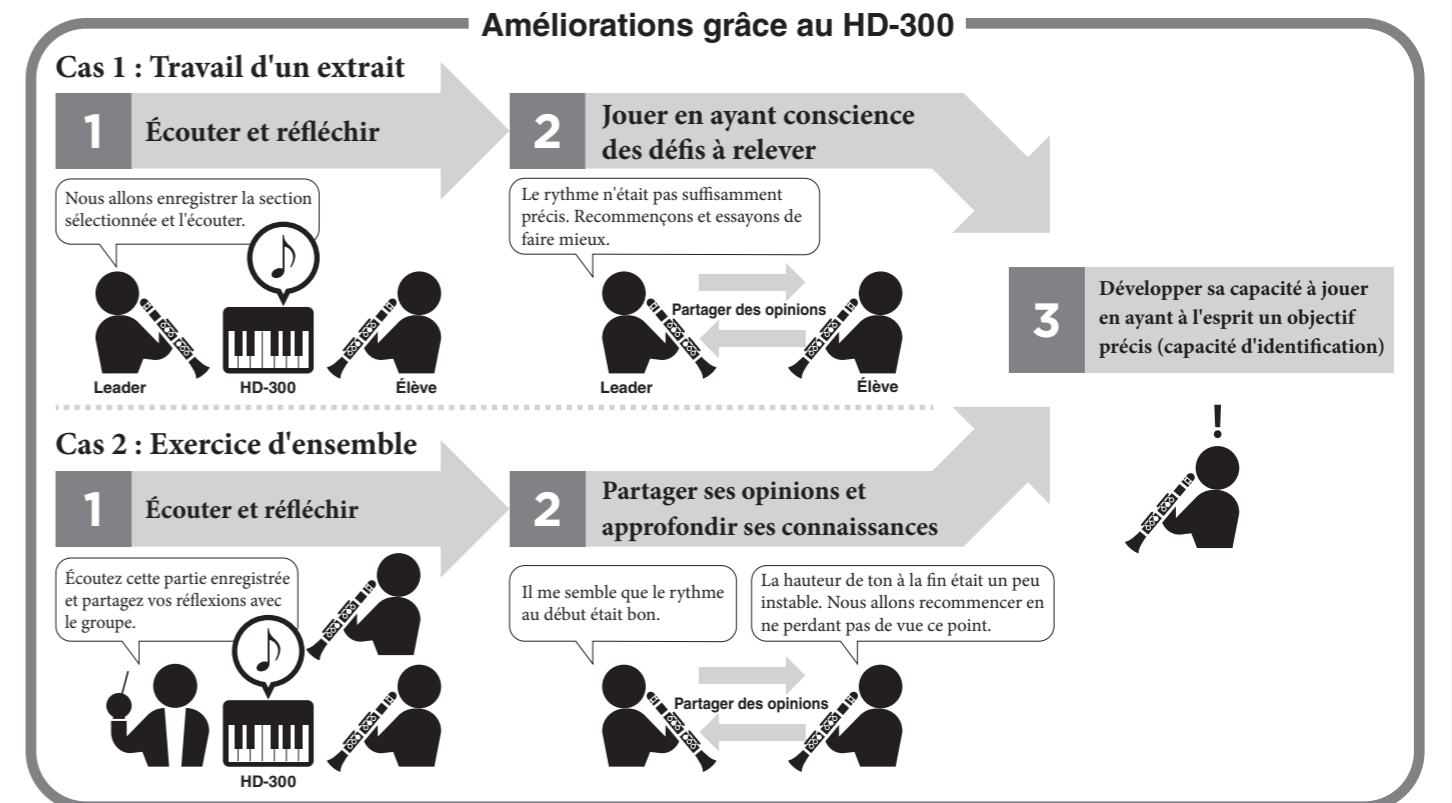 Améliorations grâce au HD-300
Cas 1 : Travail d'un extrait
1
Écouter et réfléchir
Nous allons enregistrer la section
sélectionnée et l'écouter.
Leader
HD-300
Élève
2
Jouer en ayant conscience
des défis à relever
Le rythme n'était pas suffisamment
précis. Recommençons et essayons de
faire mieux.
Partager des opinions
Leader
Élève
Cas 2 : Exercice d'ensemble
1
Écouter et réfléchir
Écoutez cette partie enregistrée
et partagez vos réflexions avec
le groupe.
HD-300
2
Partager ses opinions et
approfondir ses connaissances
Il me semble que le rythme
au début était bon.
La hauteur de ton à la fin était un peu
instable. Nous allons recommencer en
ne perdant pas de vue ce point.
Partager des opinions
3
Développer sa capacité à jouer
en ayant à l'esprit un objectif
précis (capacité d'identification)
!